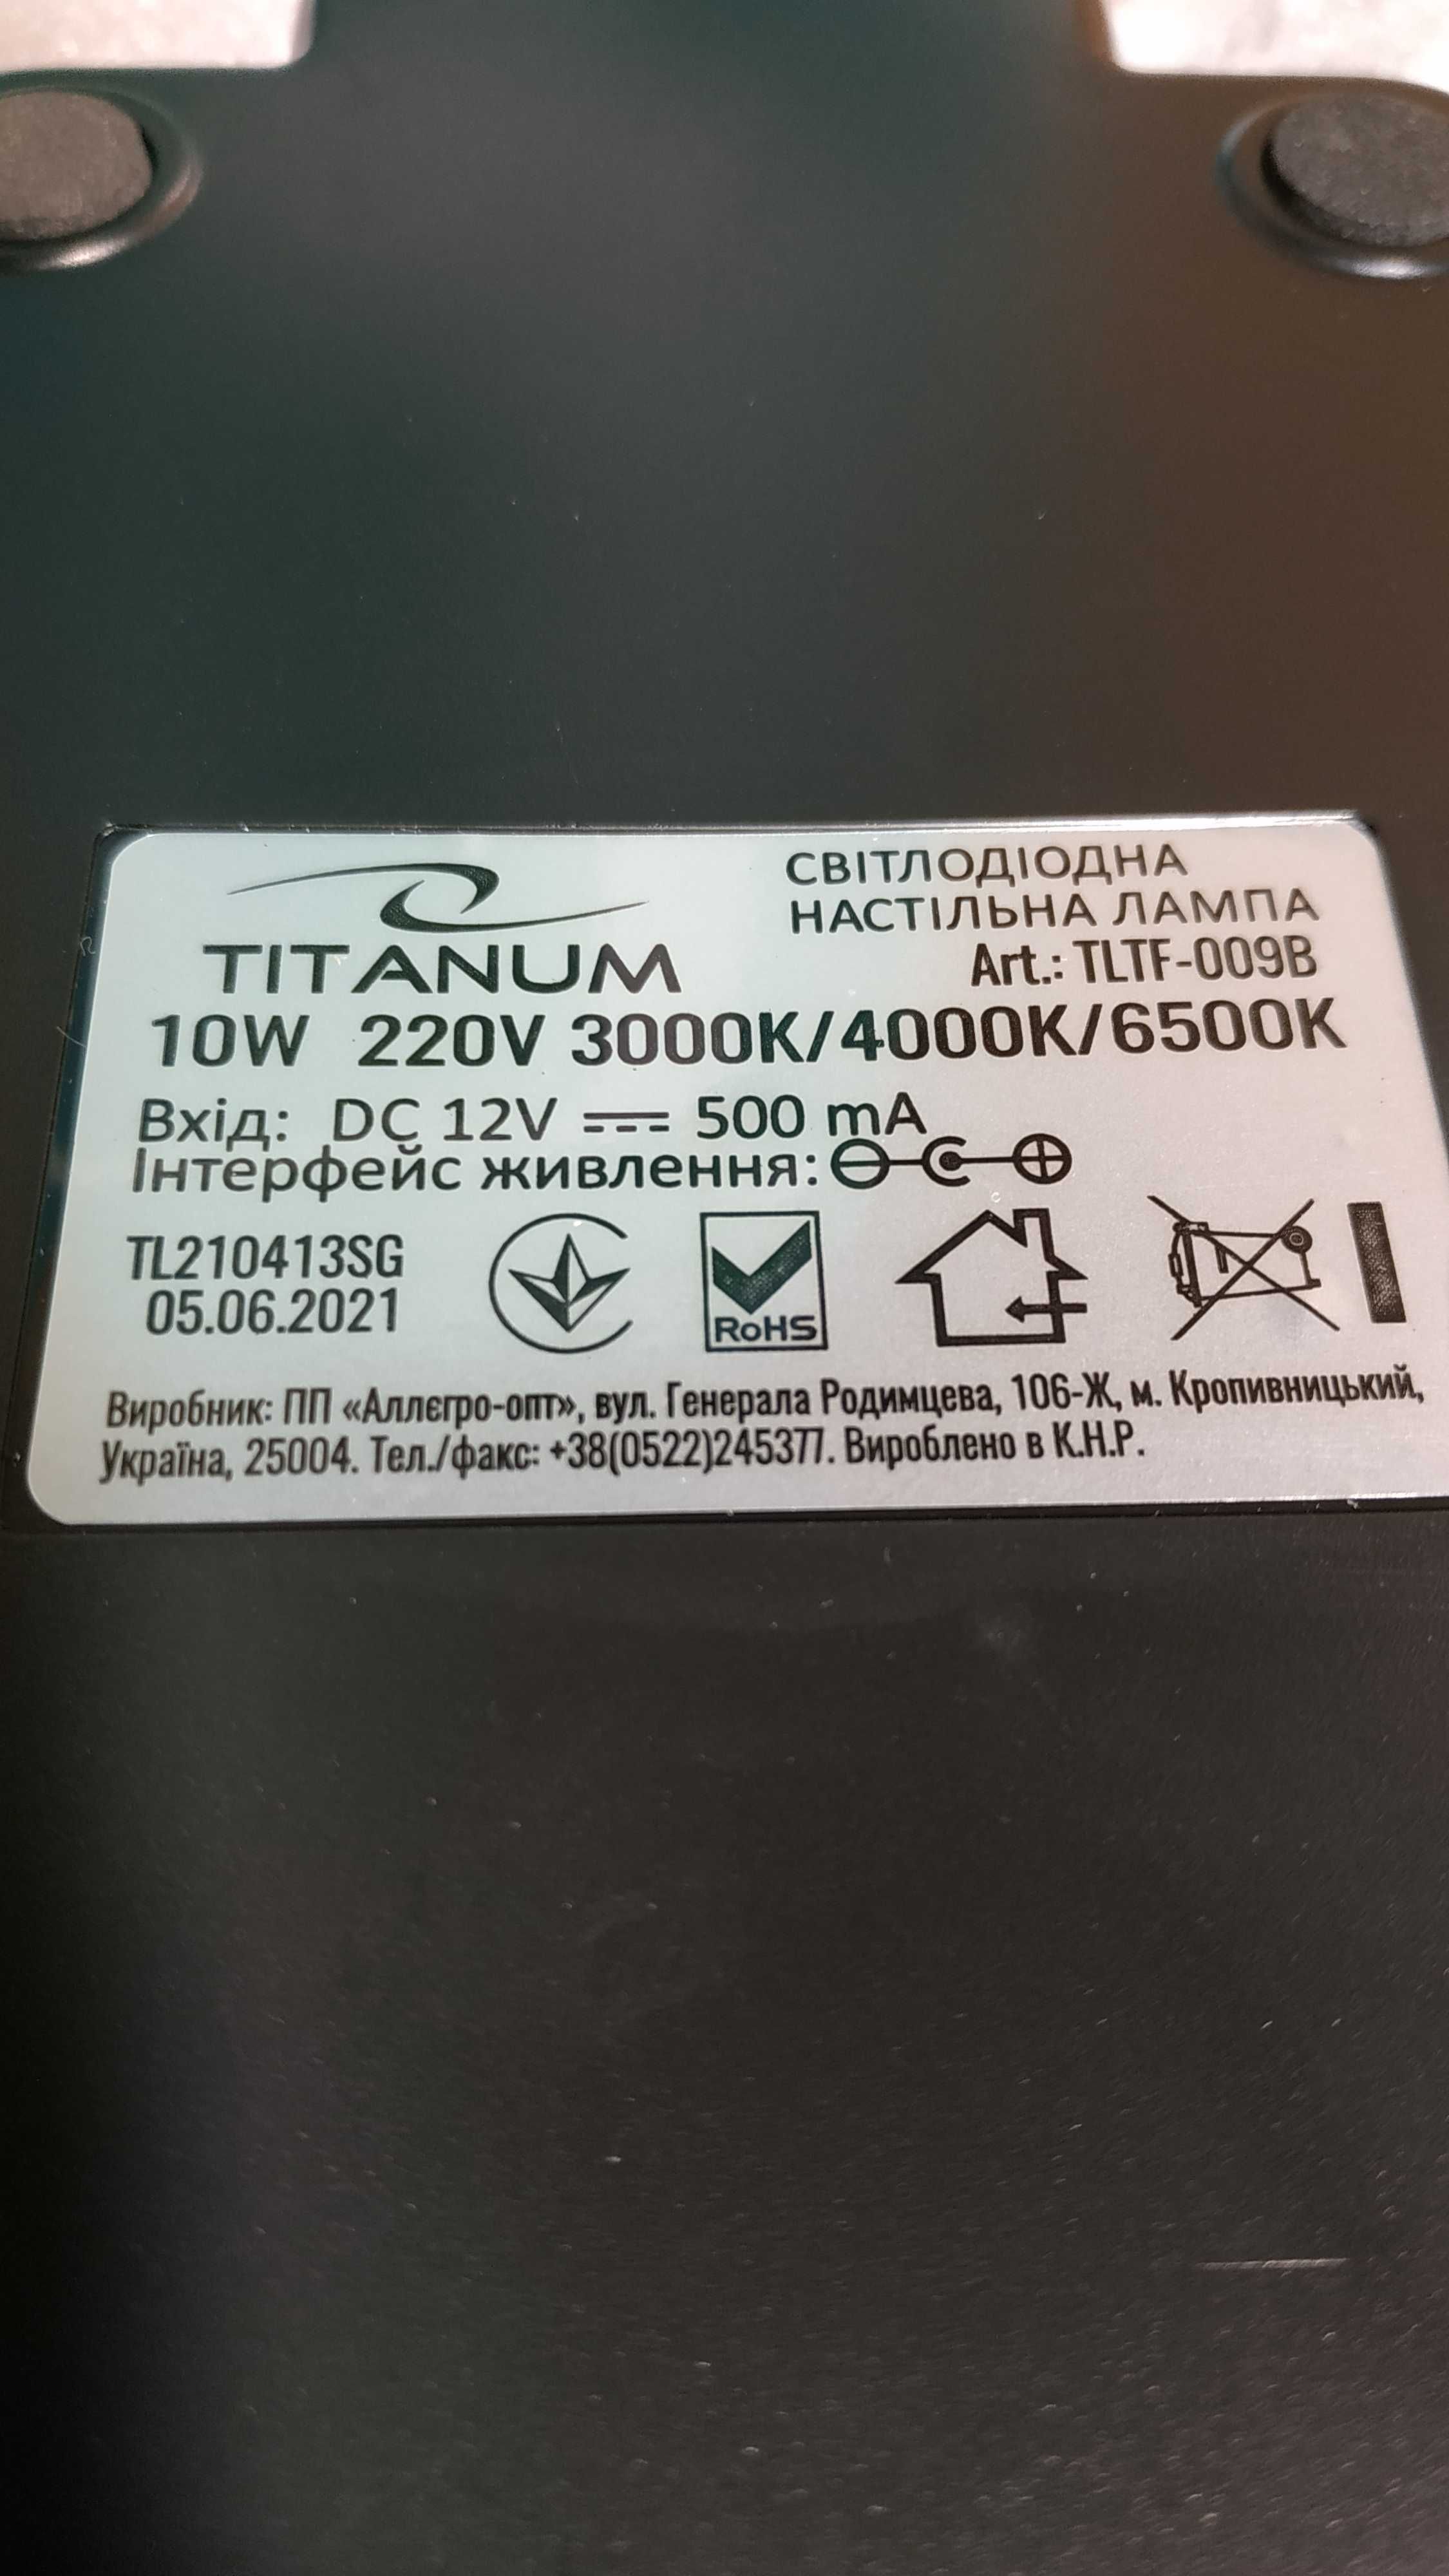 TITANUM
СВІТЛОДІОДНА
НАСТІЛЬНА ЛАМПА
Art.: TLTF-009B
10W 220V 3000K/4000K/6500K
Вхід: DC 12V ⎓ 500 mA
Інтерфейс живлення:
TL210413SG
05.06.2021
RoHS
Виробник: ПП «Аллєгро-опт», вул. Генерала Родимцева, 106-Ж, м. Кропивницький,
Україна, 25004. Тел./факс: +38(0522)245377. Вироблено в К.Н.Р.